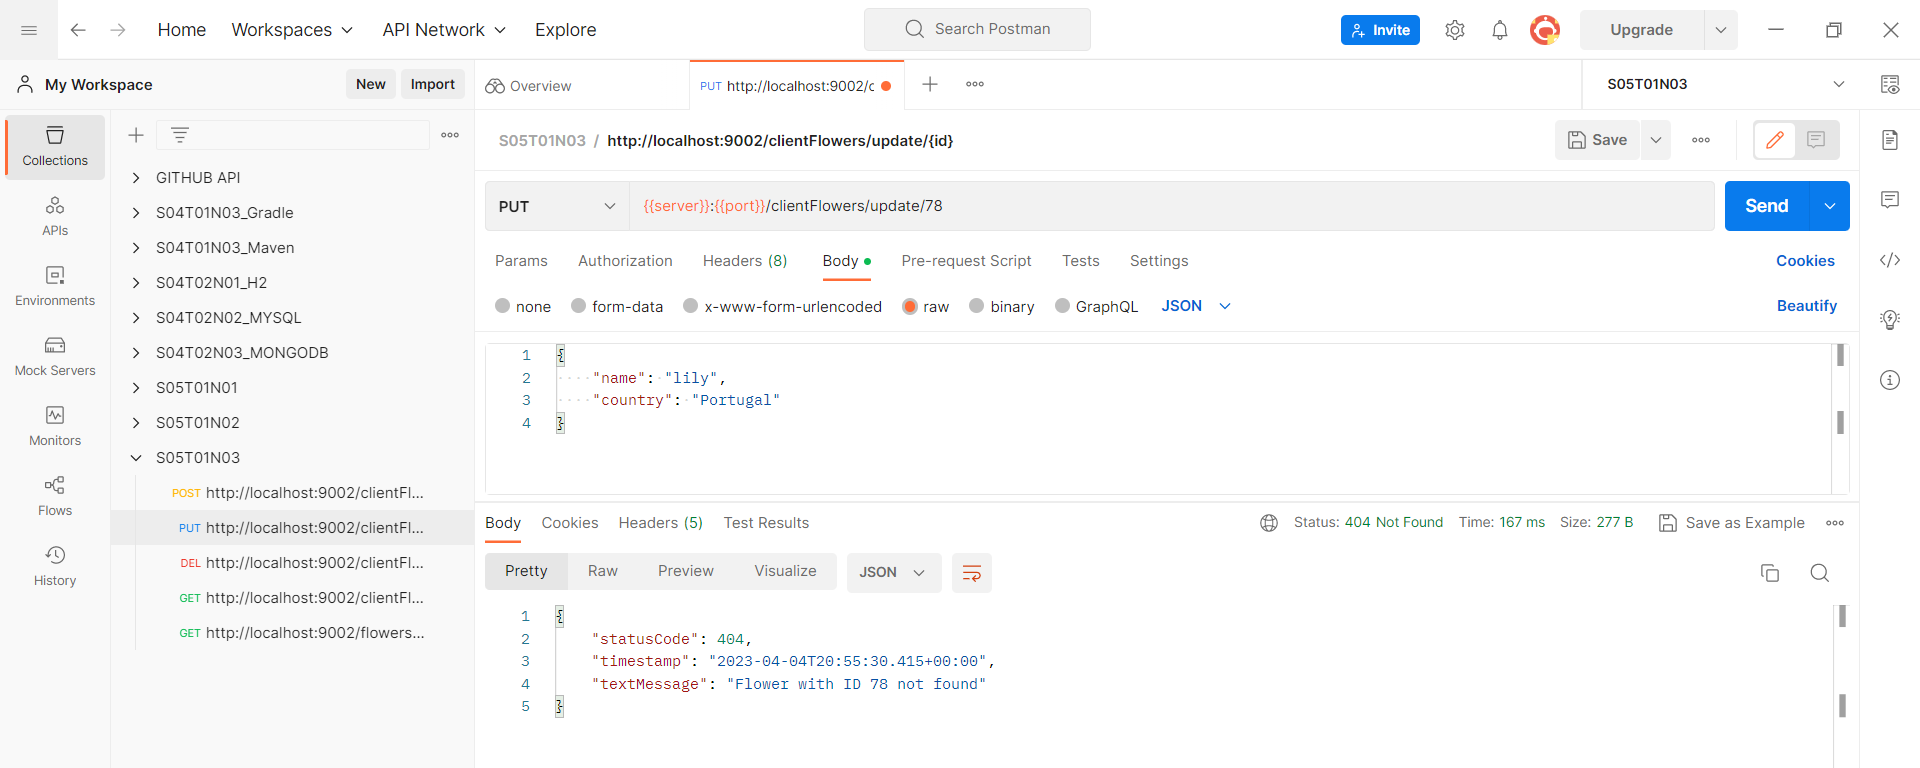 Home Workspaces API Network Explore Search Postman Invite Upgrade
My Workspace New Import
Overview PUT http://localhost:9002/c S05T01N03
Collections
APIs
Environments
Mock Servers
Monitors
Flows
History
GITHUB API
S04T01N03_Gradle
S04T01N03_Maven
S04T02N01_H2
S04T02N02_MYSQL
S04T02N03_MONGODB
S05T01N01
S05T01N02
S05T01N03
POST http://localhost:9002/clientFl...
PUT http://localhost:9002/clientFl...
DEL http://localhost:9002/clientFl...
GET http://localhost:9002/clientFl...
GET http://localhost:9002/flowers...
S05T01N03 / http://localhost:9002/clientFlowers/update/{id} Save
PUT {{server}}:{{port}}/clientFlowers/update/78 Send
Params Authorization Headers (8) Body Pre-request Script Tests Settings Cookies
none form-data x-www-form-urlencoded raw binary GraphQL JSON Beautify
1 {
2 "name": "lily",
3 "country": "Portugal"
4 }
Body Cookies Headers (5) Test Results Status: 404 Not Found Time: 167 ms Size: 277 B Save as Example
Pretty Raw Preview Visualize JSON
1 {
2 "statusCode": 404,
3 "timestamp": "2023-04-04T20:55:30.415+00:00",
4 "textMessage": "Flower with ID 78 not found"
5 }